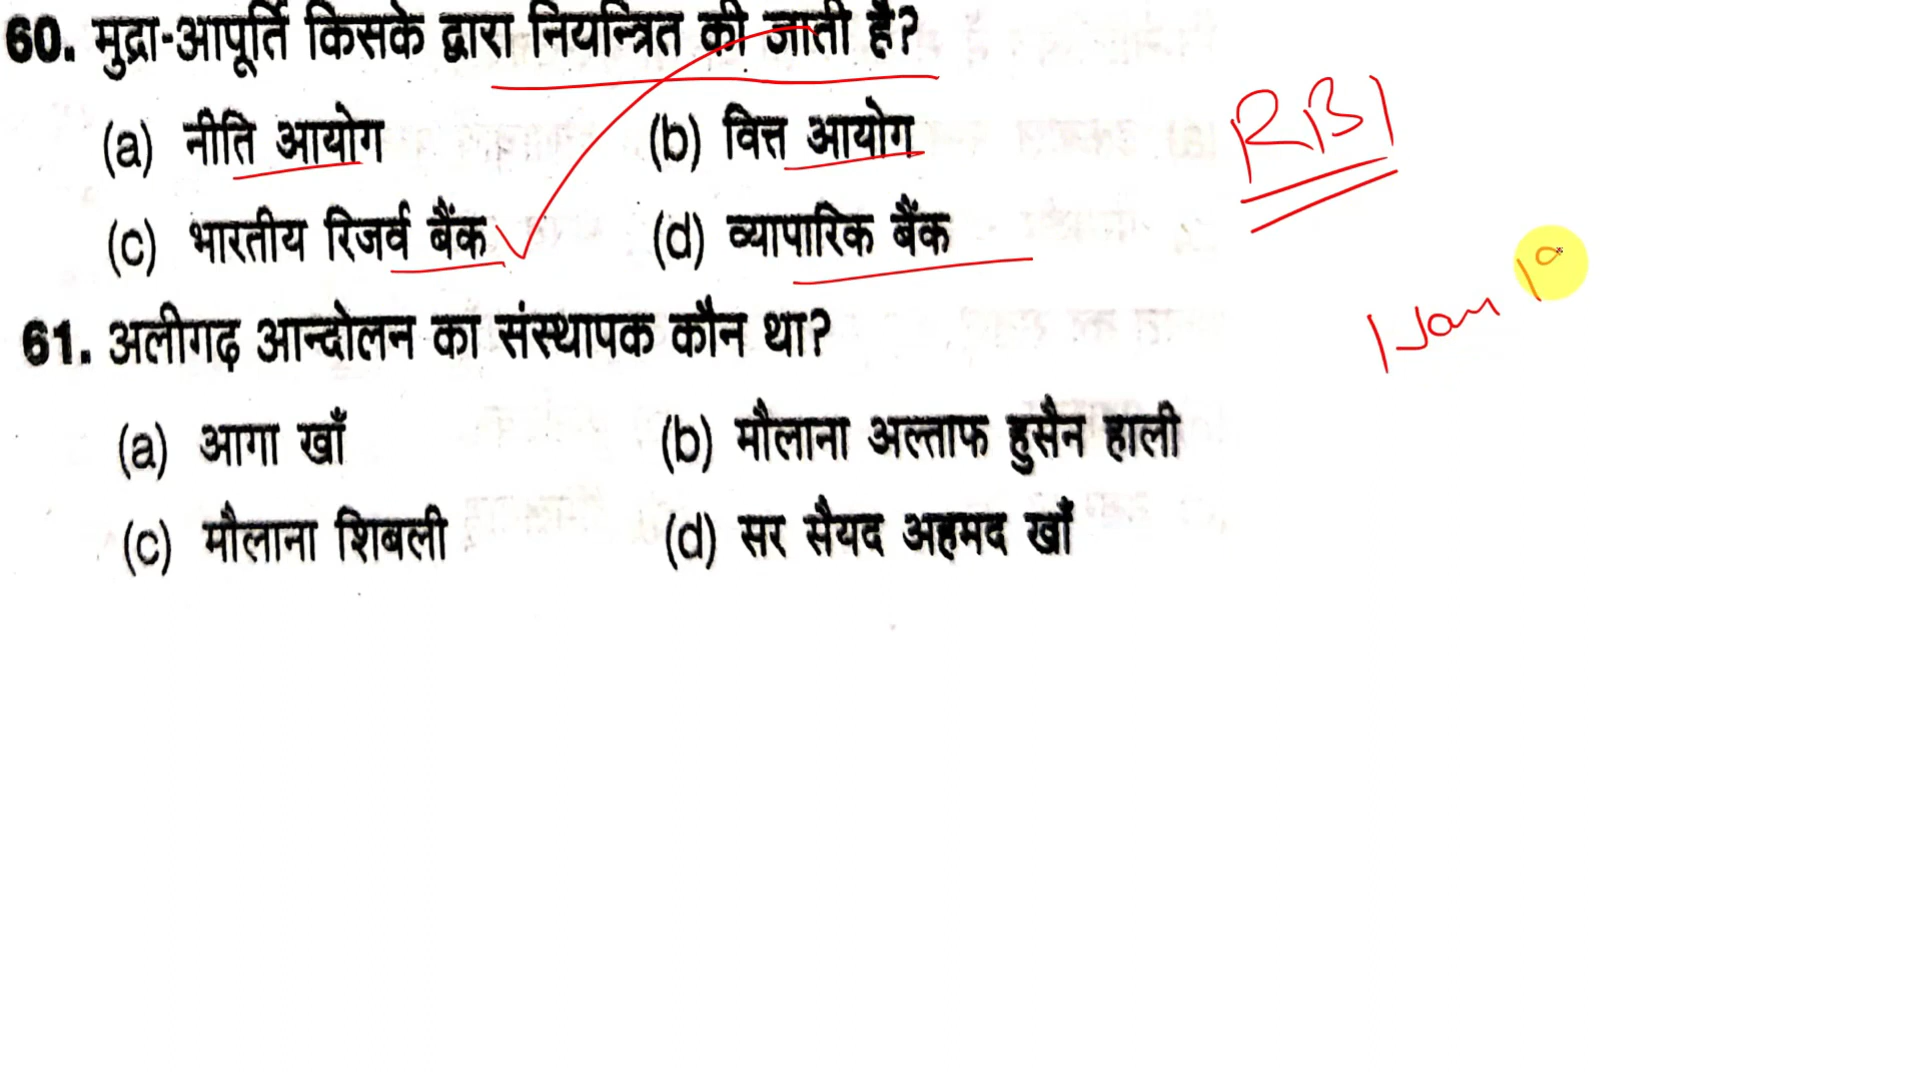 60. मुद्रा-आपूर्ति किसके द्वारा नियन्त्रित की जाती है?
(a) नीति आयोग (b) वित्त आयोग
RBI
(c) भारतीय रिजर्व बैंक (d) व्यापारिक बैंक
1 Jan 19
61. अलीगढ़ आन्दोलन का संस्थापक कौन था?
(a) आगा खाँ (b) मौलाना अल्ताफ हुसैन हाली
(c) मौलाना शिबली (d) सर सैयद अहमद खाँ